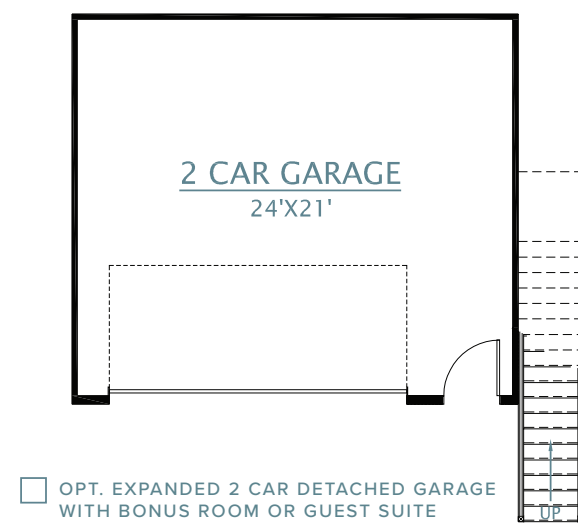 2 CAR GARAGE
24'X21'
UP
OPT. EXPANDED 2 CAR DETACHED GARAGE
WITH BONUS ROOM OR GUEST SUITE